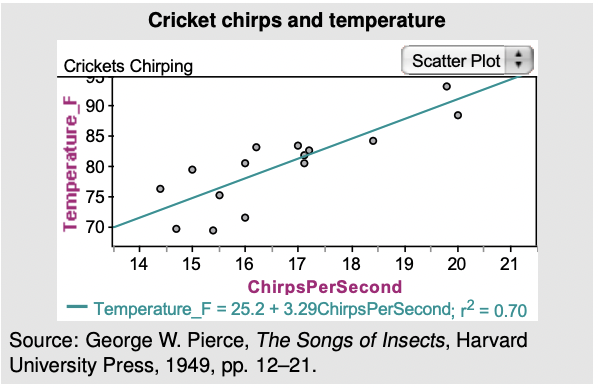 Cricket chirps and temperature
Crickets Chirping
Scatter Plot
95
90
85
80
75
70
Temperature_F
14 15 16 17 18 19 20 21
ChirpsPerSecond
Temperature_F = 25.2 + 3.29ChirpsPerSecond; r² = 0.70
Source: George W. Pierce, The Songs of Insects, Harvard
University Press, 1949, pp. 12–21.